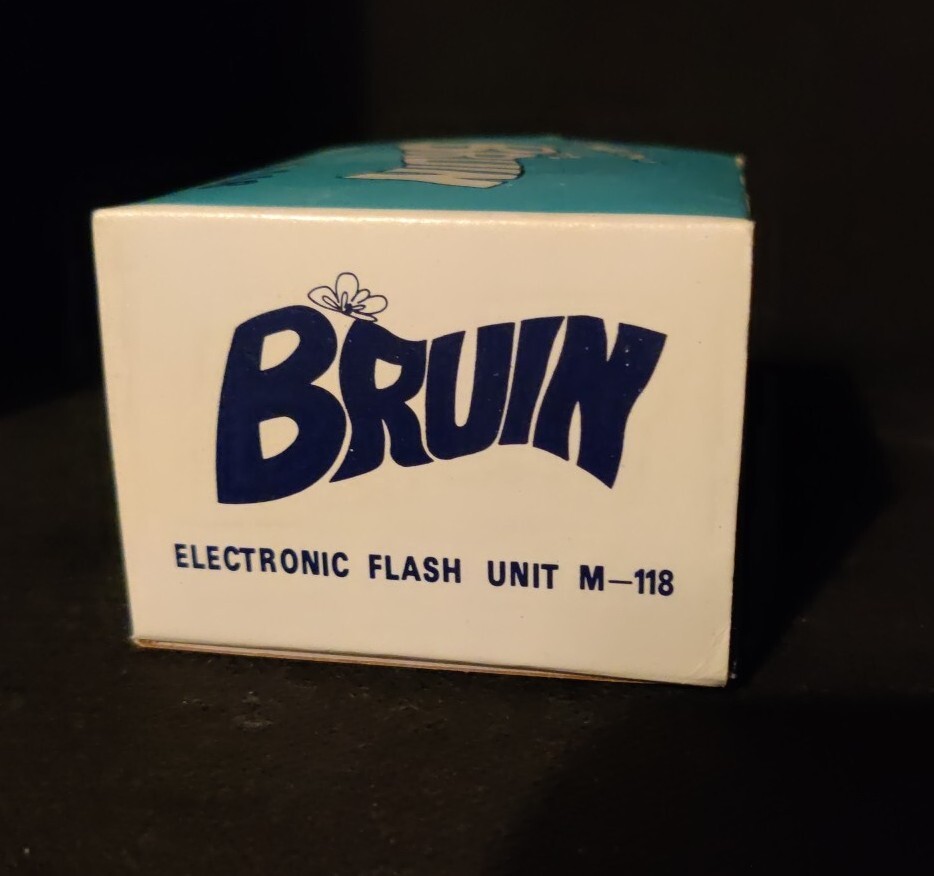 BRUIN
ELECTRONIC FLASH UNIT M-118